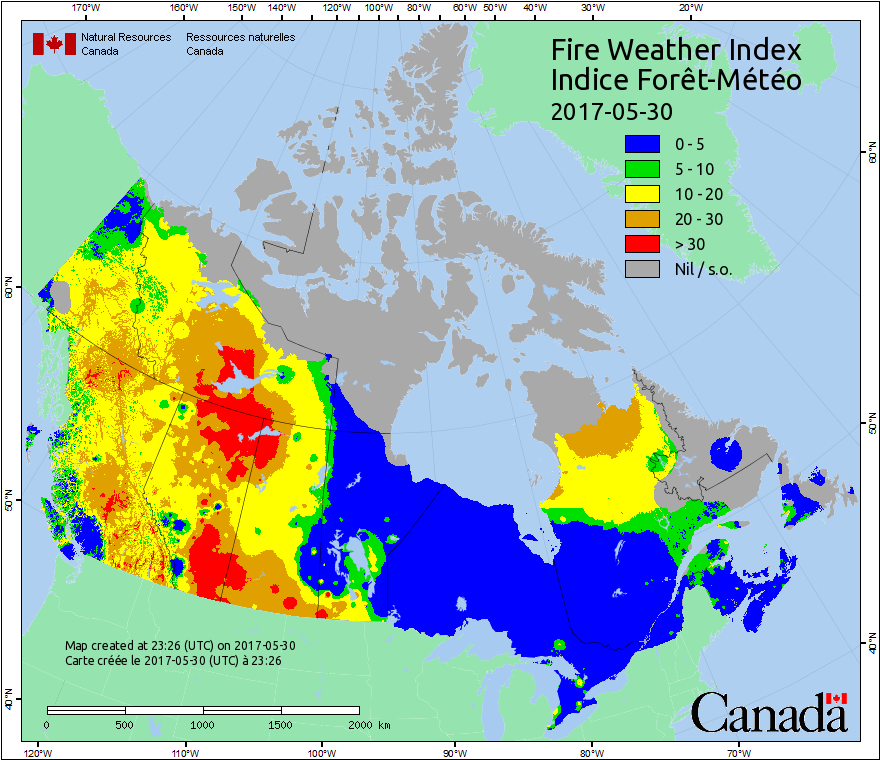 170°W 160°W 150°W 140°W 120°W 100°W 80°W 60°W 50°W 40°W 30°W 20°W
Natural Resources Canada
Ressources naturelles Canada
Fire Weather Index
Indice Forêt-Météo
2017-05-30
0 - 5
5 - 10
10 - 20
20 - 30
> 30
Nil / s.o.
60°N
50°N
40°N
60°N
50°N
40°N
Map created at 23:26 (UTC) on 2017-05-30
Carte créée le 2017-05-30 (UTC) à 23:26
0 500 1000 1500 2000 km
Canada
120°W 110°W 100°W 90°W 80°W 70°W